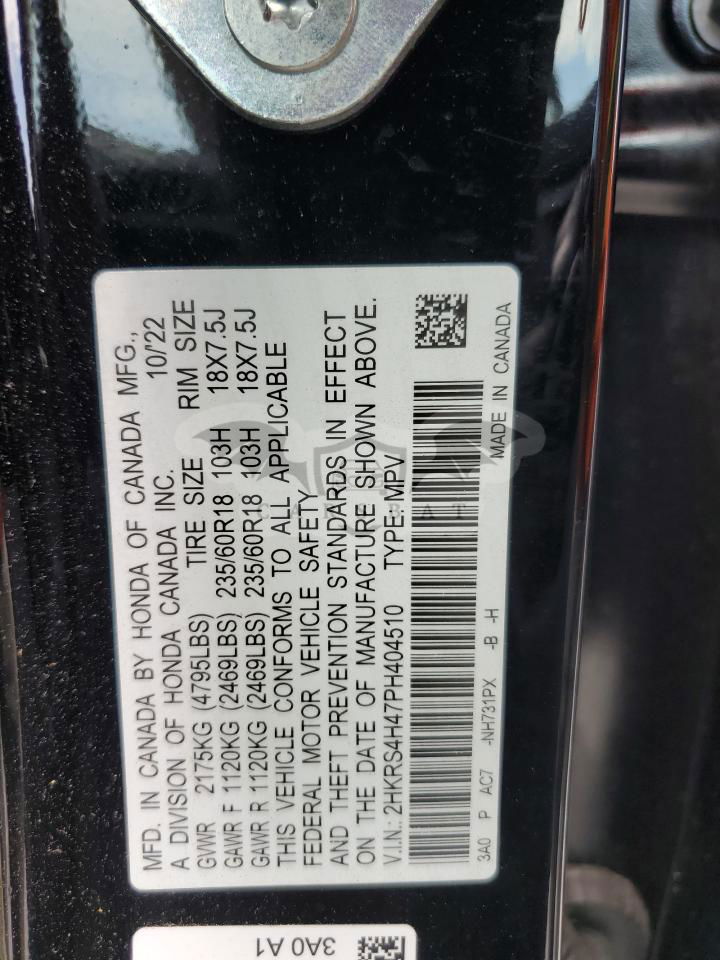 MFD. IN CANADA BY HONDA OF CANADA MFG.,
A DIVISION OF HONDA CANADA INC. 10/22
GVWR 2175KG (4795LBS) TIRE SIZE RIM SIZE
GAWR F 1120KG (2469LBS) 235/60R18 103H 18X7.5J
GAWR R 1120KG (2469LBS) 235/60R18 103H 18X7.5J
THIS VEHICLE CONFORMS TO ALL APPLICABLE
FEDERAL MOTOR VEHICLE SAFETY
AND THEFT PREVENTION STANDARDS IN EFFECT
ON THE DATE OF MANUFACTURE SHOWN ABOVE.
V.I.N: 2HKRS4H47PH404510 TYPE: MPV
3A0 P AC7 -NH731PX -B -H MADE IN CANADA
3A0 A1